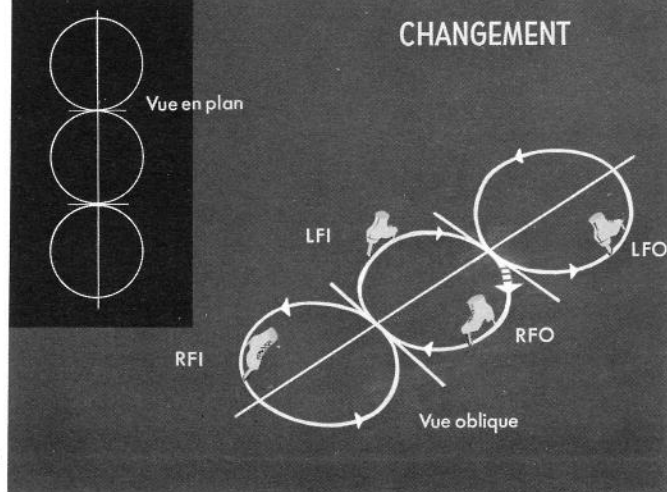 CHANGEMENT
Vue en plan
LFI
LFO
RFO
RFI
Vue oblique